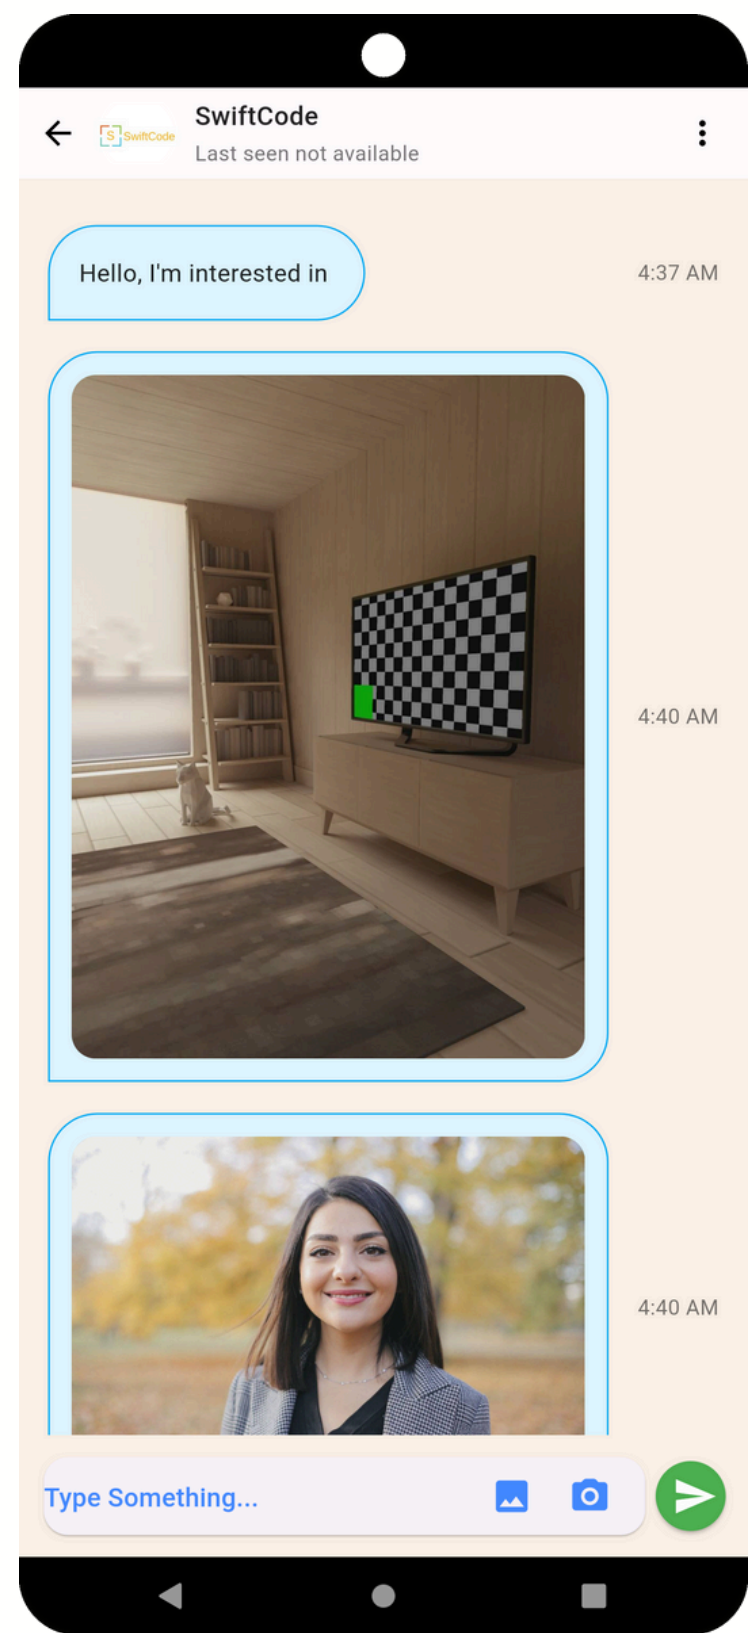 SwiftCode
S SwiftCode
Last seen not available
Hello, I'm interested in
4:37 AM
4:40 AM
4:40 AM
Type Something...